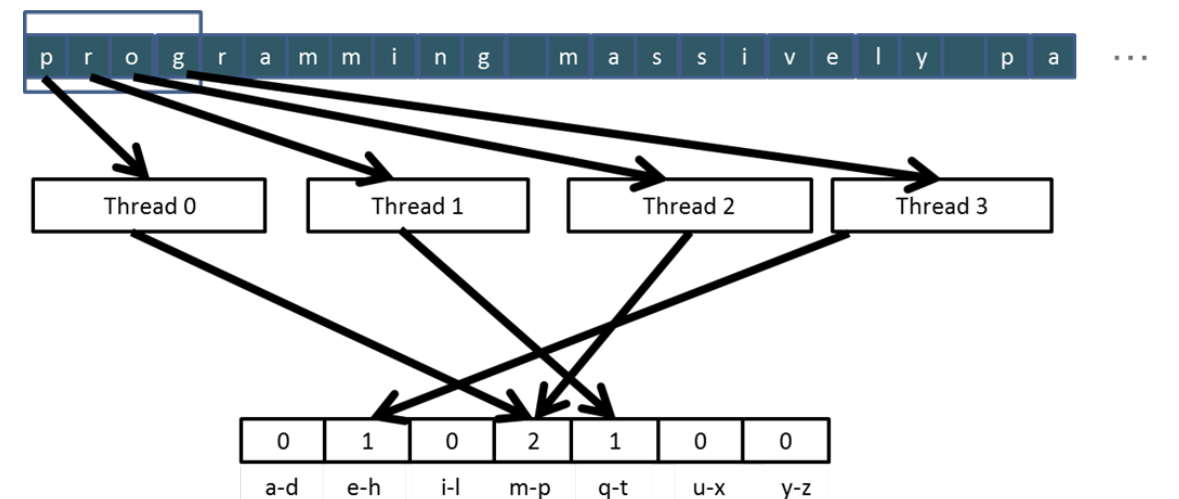 p r o g r a m m i n g m a s s i v e l y p a ...
Thread 0 Thread 1 Thread 2 Thread 3
0 1 0 2 1 0 0
a-d e-h i-l m-p q-t u-x y-z